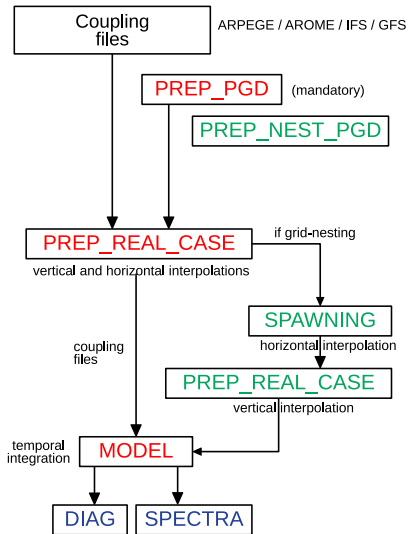 Coupling
files
ARPEGE / AROME / IFS / GFS
PREP_PGD
(mandatory)
PREP_NEST_PGD
PREP_REAL_CASE
if grid-nesting
vertical and horizontal interpolations
SPAWNING
horizontal interpolation
coupling
files
PREP_REAL_CASE
vertical interpolation
temporal
integration
MODEL
DIAG
SPECTRA